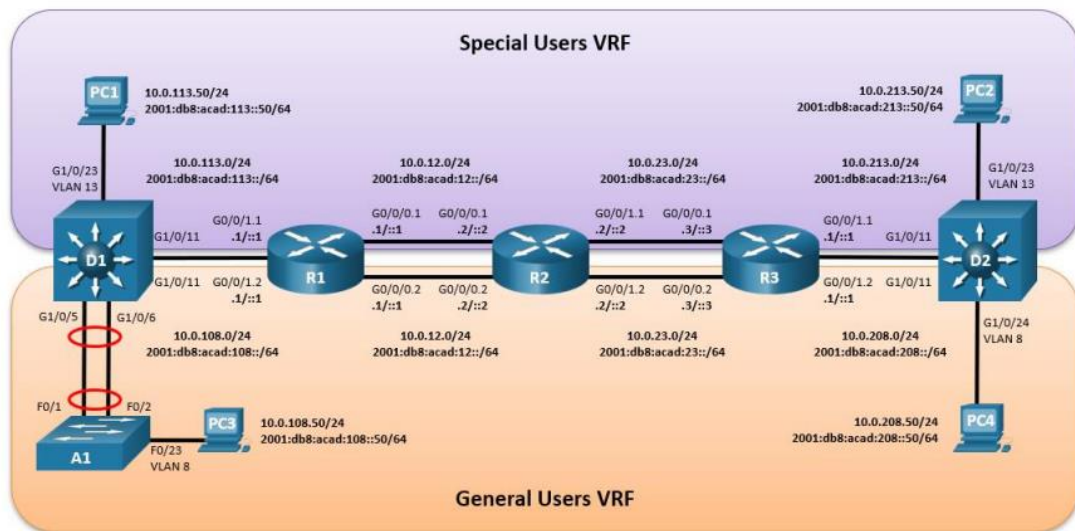 Special Users VRF
PC1
10.0.113.50/24
2001:db8:acad:113::50/64
10.0.213.50/24
2001:db8:acad:213::50/64
PC2
G1/0/23
VLAN 13
10.0.113.0/24
2001:db8:acad:113::/64
10.0.12.0/24
2001:db8:acad:12::/64
10.0.23.0/24
2001:db8:acad:23::/64
10.0.213.0/24
2001:db8:acad:213::/64
G1/0/23
VLAN 13
D1
G1/0/11
G0/0/1.1
.1/::1
R1
G0/0/0.1
.1/::1
G0/0/0.1
.2/::2
R2
G0/0/1.1
.2/::2
G0/0/0.1
.3/::3
R3
G0/0/1.1
.1/::1
G1/0/11
D2
G1/0/11
G0/0/1.2
.1/::1
G0/0/0.2
.1/::1
G0/0/0.2
.2/::2
G0/0/1.2
.2/::2
G0/0/0.2
.3/::3
G0/0/1.2
.1/::1
G1/0/11
G1/0/5
G1/0/6
10.0.108.0/24
2001:db8:acad:108::/64
10.0.12.0/24
2001:db8:acad:12::/64
10.0.23.0/24
2001:db8:acad:23::/64
10.0.208.0/24
2001:db8:acad:208::/64
G1/0/24
VLAN 8
F0/1
F0/2
A1
F0/23
VLAN 8
PC3
10.0.108.50/24
2001:db8:acad:108::50/64
10.0.208.50/24
2001:db8:acad:208::50/64
PC4
General Users VRF